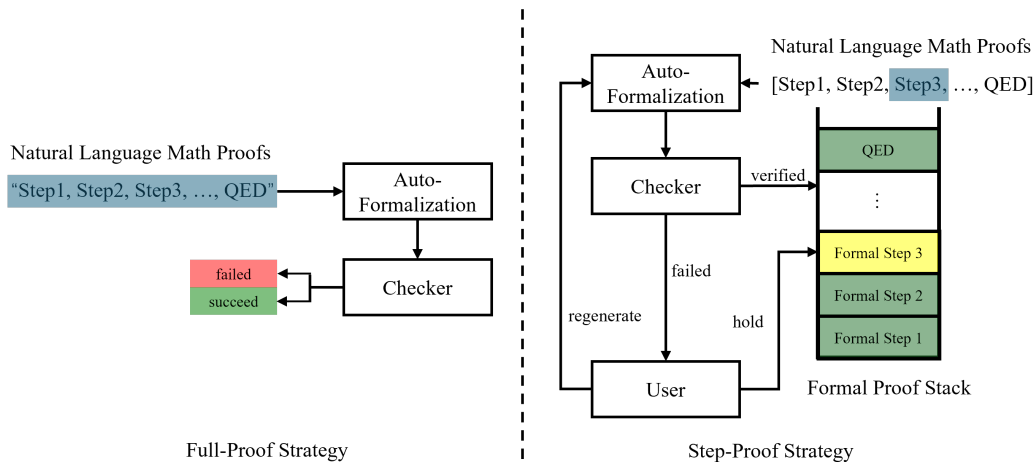 Natural Language Math Proofs
“Step1, Step2, Step3, …, QED”
Auto-
Formalization
Checker
failed
succeed
Full-Proof Strategy
Natural Language Math Proofs
[Step1, Step2, Step3, …, QED]
Auto-
Formalization
Checker
verified
failed
regenerate
hold
User
QED
⋮
Formal Step 3
Formal Step 2
Formal Step 1
Formal Proof Stack
Step-Proof Strategy